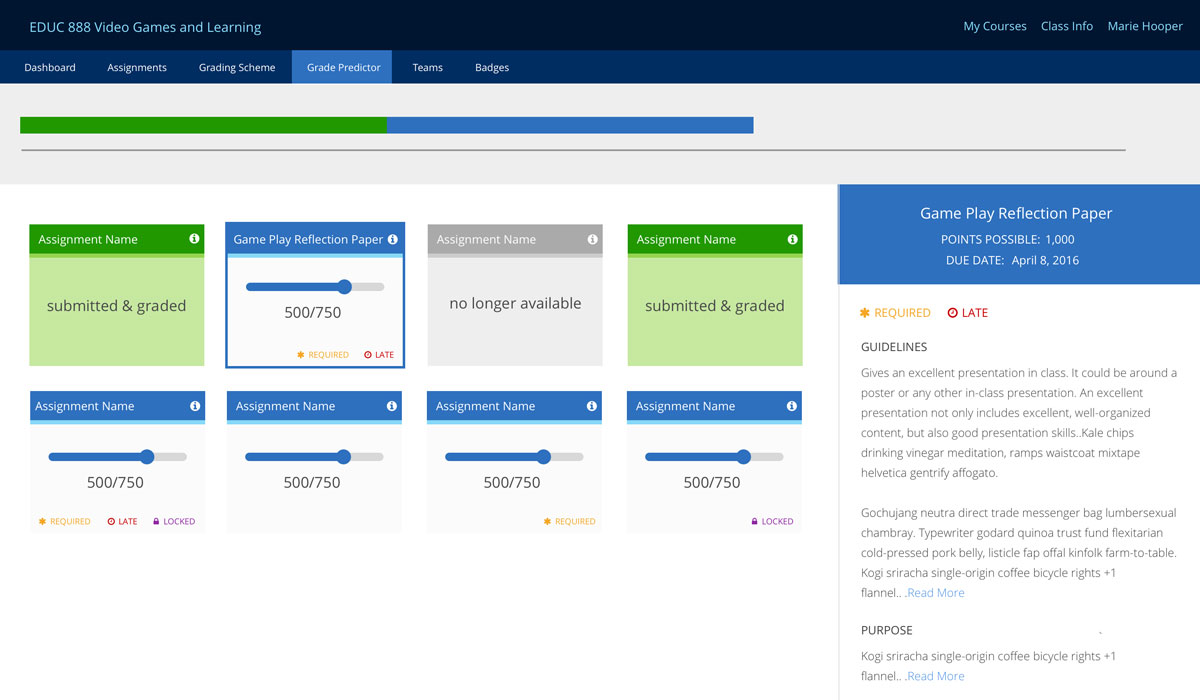 EDUC 888 Video Games and Learning
My Courses Class Info Marie Hooper
Dashboard Assignments Grading Scheme Grade Predictor Teams Badges
Assignment Name
submitted & graded
Game Play Reflection Paper
500/750
REQUIRED LATE
Assignment Name
no longer available
Assignment Name
submitted & graded
Assignment Name
500/750
REQUIRED LATE LOCKED
Assignment Name
500/750
Assignment Name
500/750
REQUIRED
Assignment Name
500/750
LOCKED
Game Play Reflection Paper
POINTS POSSIBLE: 1,000
DUE DATE: April 8, 2016
REQUIRED LATE
GUIDELINES
Gives an excellent presentation in class. It could be around a
poster or any other in-class presentation. An excellent
presentation not only includes excellent, well-organized
content, but also good presentation skills..Kale chips
drinking vinegar meditation, ramps waistcoat mixtape
helvetica gentrify affogato.
Gochujang neutra direct trade messenger bag lumbersexual
chambray. Typewriter godard quinoa trust fund flexitarian
cold-pressed pork belly, listicle fap offal kinfolk farm-to-table.
Kogi sriracha single-origin coffee bicycle rights +1
flannel.. .Read More
PURPOSE
Kogi sriracha single-origin coffee bicycle rights +1
flannel.. .Read More